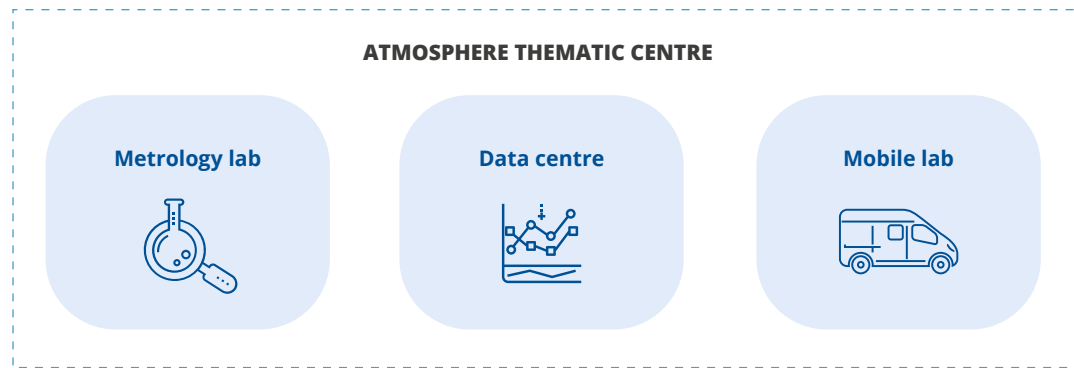 ATMOSPHERE THEMATIC CENTRE
Metrology lab
Data centre
Mobile lab